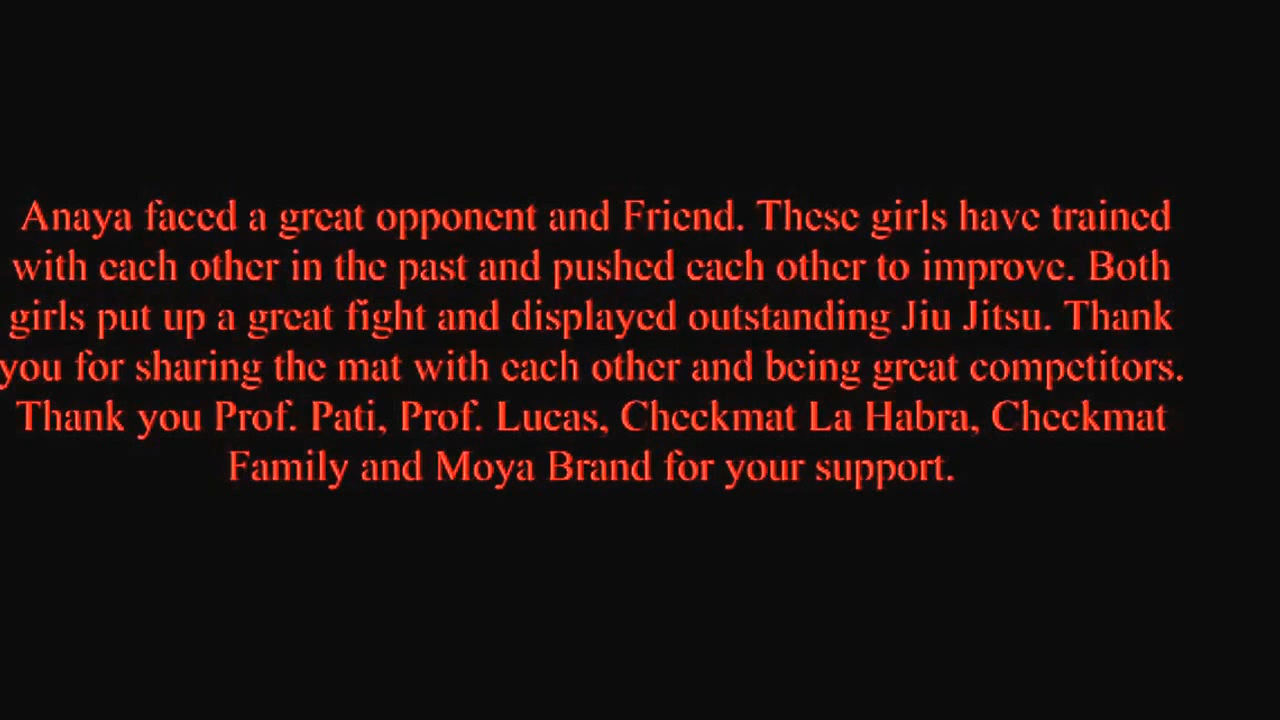 Anaya faced a great opponent and Friend. These girls have trained
with each other in the past and pushed each other to improve. Both
girls put up a great fight and displayed outstanding Jiu Jitsu. Thank
you for sharing the mat with each other and being great competitors.
Thank you Prof. Pati, Prof. Lucas, Checkmat La Habra, Checkmat
Family and Moya Brand for your support.